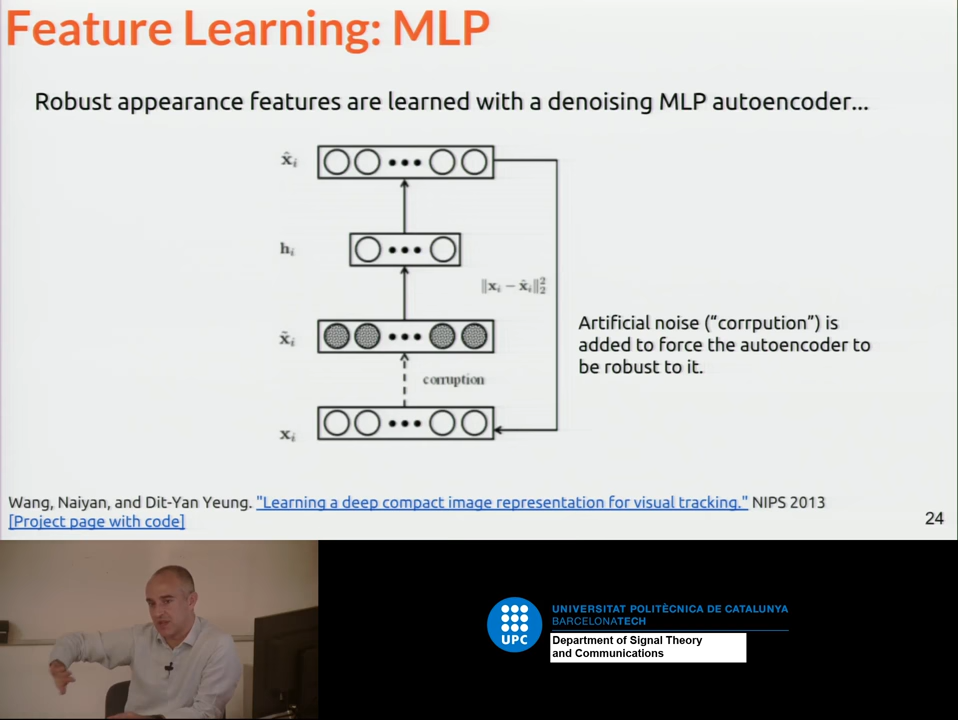 Feature Learning: MLP
Robust appearance features are learned with a denoising MLP autoencoder...
x̂ᵢ
hᵢ
‖xᵢ − x̂ᵢ‖₂²
x̃ᵢ
Artificial noise ("corrpution") is
added to force the autoencoder to
be robust to it.
corruption
xᵢ
Wang, Naiyan, and Dit-Yan Yeung. "Learning a deep compact image representation for visual tracking." NIPS 2013
[Project page with code]
24
UPC
UNIVERSITAT POLITÈCNICA DE CATALUNYA
BARCELONATECH
Department of Signal Theory
and Communications